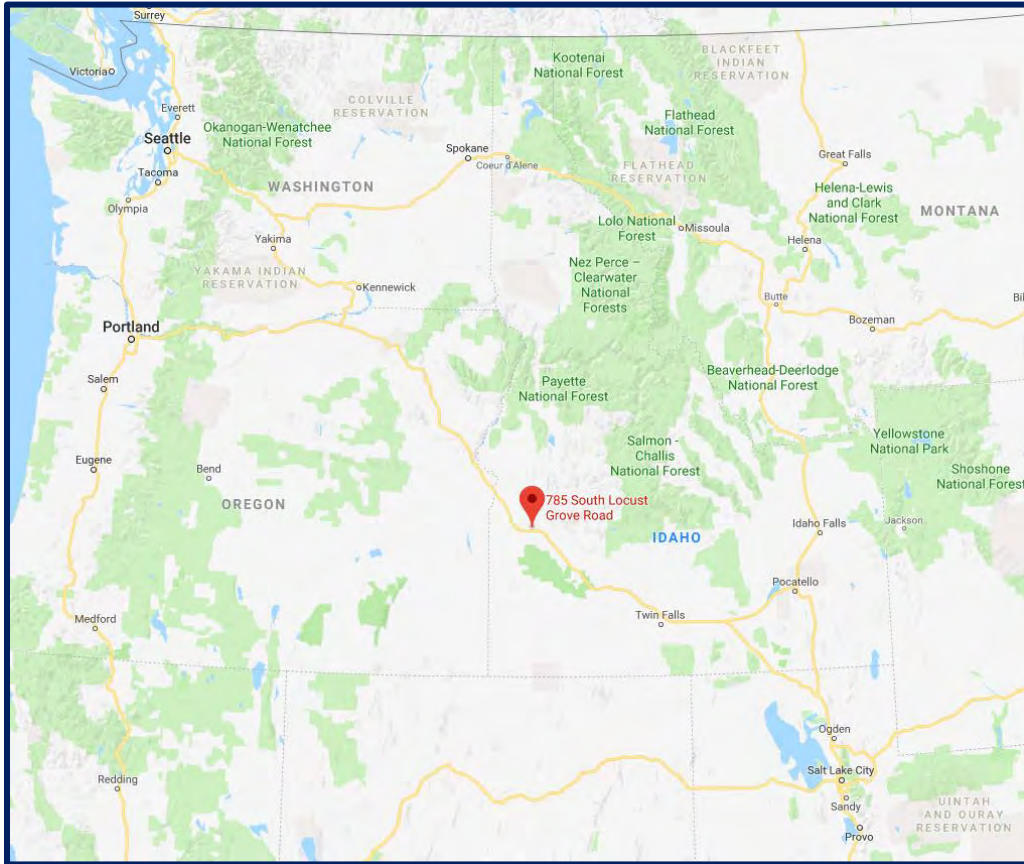 Surrey
Victoria
Everett
Seattle
Tacoma
Olympia
Okanogan-Wenatchee
National Forest
COLVILLE
RESERVATION
WASHINGTON
Spokane
Coeur d'Alene
Kootenai
National Forest
BLACKFEET
INDIAN
RESERVATION
Flathead
National Forest
FLATHEAD
RESERVATION
Great Falls
Helena-Lewis
and Clark
National Forest
MONTANA
Lolo National
Forest
Missoula
Helena
Yakima
YAKAMA INDIAN
RESERVATION
Kennewick
Nez Perce –
Clearwater
National
Forests
Butte
Bozeman
Bi
Portland
Salem
Eugene
Bend
OREGON
Payette
National Forest
Beaverhead-Deerlodge
National Forest
Salmon -
Challis
National Forest
Yellowstone
National Park
Shoshone
National Forest
785 South Locust
Grove Road
IDAHO
Idaho Falls
Jackson
Pocatello
Twin Falls
Medford
Redding
Ogden
Salt Lake City
Sandy
Provo
UINTAH
AND OURAY
RESERVATION